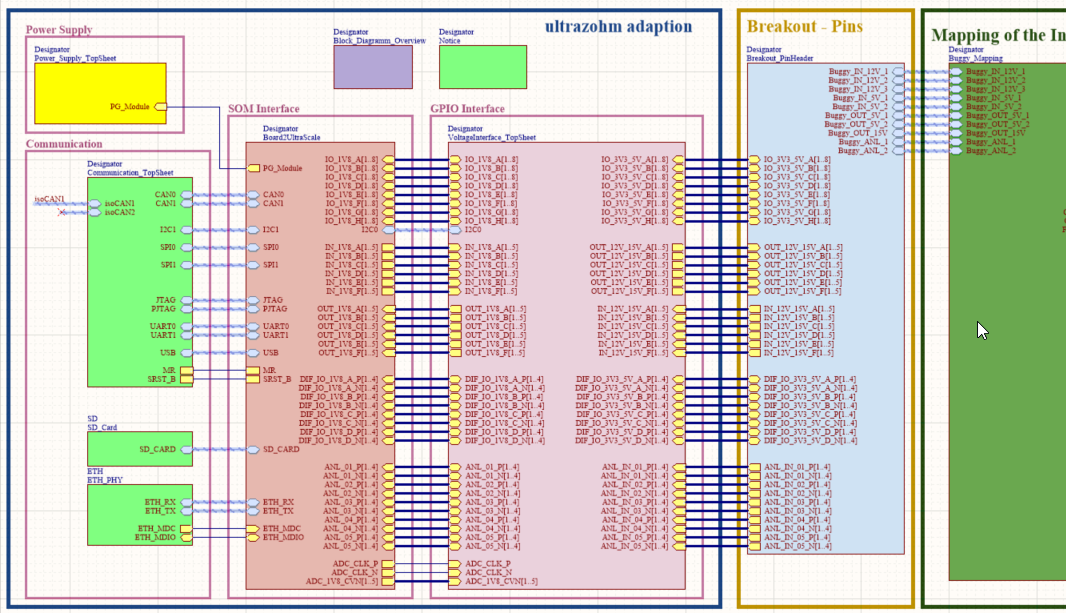 ultrazohm adaption
Breakout - Pins
Mapping of the In
Power Supply
Designator
Power_Supply_TopSheet
PG_Module
Designator
Block_Diagramm_Overview
Designator
Notice
Communication
Designator
Communication_TopSheet
isoCAN1
isoCAN1
isoCAN2
CAN0
CAN1
I2C1
SPI0
SPI1
JTAG
PJTAG
UART0
UART1
USB
MR
SRST_B
SD
SD_Card
SD_CARD
ETH
ETH_PHY
ETH_RX
ETH_TX
ETH_MDC
ETH_MDIO
SOM Interface
Designator
Board2UltraScale
PG_Module
CAN0
CAN1
I2C1
SPI0
SPI1
JTAG
PJTAG
UART0
UART1
USB
MR
SRST_B
SD_CARD
ETH_RX
ETH_TX
ETH_MDC
ETH_MDIO
IO_1V8_A[1..8]
IO_1V8_B[1..8]
IO_1V8_C[1..8]
IO_1V8_D[1..8]
IO_1V8_E[1..8]
IO_1V8_F[1..8]
IO_1V8_G[1..8]
IO_1V8_H[1..8]
I2C0
IN_1V8_A[1..5]
IN_1V8_B[1..5]
IN_1V8_C[1..5]
IN_1V8_D[1..5]
IN_1V8_E[1..5]
IN_1V8_F[1..5]
OUT_1V8_A[1..5]
OUT_1V8_B[1..5]
OUT_1V8_C[1..5]
OUT_1V8_D[1..5]
OUT_1V8_E[1..5]
OUT_1V8_F[1..5]
DIF_IO_1V8_A_P[1..4]
DIF_IO_1V8_A_N[1..4]
DIF_IO_1V8_B_P[1..4]
DIF_IO_1V8_B_N[1..4]
DIF_IO_1V8_C_P[1..4]
DIF_IO_1V8_C_N[1..4]
DIF_IO_1V8_D_P[1..4]
DIF_IO_1V8_D_N[1..4]
ANL_01_P[1..4]
ANL_01_N[1..4]
ANL_02_P[1..4]
ANL_02_N[1..4]
ANL_03_P[1..4]
ANL_03_N[1..4]
ANL_04_P[1..4]
ANL_04_N[1..4]
ANL_05_P[1..4]
ANL_05_N[1..4]
ADC_CLK_P
ADC_CLK_N
ADC_1V8_CVN[1..5]
GPIO Interface
Designator
VoltageInterface_TopSheet
IO_1V8_A[1..8]
IO_1V8_B[1..8]
IO_1V8_C[1..8]
IO_1V8_D[1..8]
IO_1V8_E[1..8]
IO_1V8_F[1..8]
IO_1V8_G[1..8]
IO_1V8_H[1..8]
I2C0
IN_1V8_A[1..5]
IN_1V8_B[1..5]
IN_1V8_C[1..5]
IN_1V8_D[1..5]
IN_1V8_E[1..5]
IN_1V8_F[1..5]
OUT_1V8_A[1..5]
OUT_1V8_B[1..5]
OUT_1V8_C[1..5]
OUT_1V8_D[1..5]
OUT_1V8_E[1..5]
OUT_1V8_F[1..5]
DIF_IO_1V8_A_P[1..4]
DIF_IO_1V8_A_N[1..4]
DIF_IO_1V8_B_P[1..4]
DIF_IO_1V8_B_N[1..4]
DIF_IO_1V8_C_P[1..4]
DIF_IO_1V8_C_N[1..4]
DIF_IO_1V8_D_P[1..4]
DIF_IO_1V8_D_N[1..4]
ANL_01_P[1..4]
ANL_01_N[1..4]
ANL_02_P[1..4]
ANL_02_N[1..4]
ANL_03_P[1..4]
ANL_03_N[1..4]
ANL_04_P[1..4]
ANL_04_N[1..4]
ANL_05_P[1..4]
ANL_05_N[1..4]
ADC_CLK_P
ADC_CLK_N
ADC_1V8_CVN[1..5]
IO_3V3_5V_A[1..8]
IO_3V3_5V_B[1..8]
IO_3V3_5V_C[1..8]
IO_3V3_5V_D[1..8]
IO_3V3_5V_E[1..8]
IO_3V3_5V_F[1..8]
IO_3V3_5V_G[1..8]
IO_3V3_5V_H[1..8]
OUT_12V_15V_A[1..5]
OUT_12V_15V_B[1..5]
OUT_12V_15V_C[1..5]
OUT_12V_15V_D[1..5]
OUT_12V_15V_E[1..5]
OUT_12V_15V_F[1..5]
IN_12V_15V_A[1..5]
IN_12V_15V_B[1..5]
IN_12V_15V_C[1..5]
IN_12V_15V_D[1..5]
IN_12V_15V_E[1..5]
IN_12V_15V_F[1..5]
DIF_IO_3V3_5V_A_P[1..4]
DIF_IO_3V3_5V_A_N[1..4]
DIF_IO_3V3_5V_B_P[1..4]
DIF_IO_3V3_5V_B_N[1..4]
DIF_IO_3V3_5V_C_P[1..4]
DIF_IO_3V3_5V_C_N[1..4]
DIF_IO_3V3_5V_D_P[1..4]
DIF_IO_3V3_5V_D_N[1..4]
ANL_IN_01_P[1..4]
ANL_IN_01_N[1..4]
ANL_IN_02_P[1..4]
ANL_IN_02_N[1..4]
ANL_IN_03_P[1..4]
ANL_IN_03_N[1..4]
ANL_IN_04_P[1..4]
ANL_IN_04_N[1..4]
ANL_IN_05_P[1..4]
ANL_IN_05_N[1..4]
Designator
Breakout_PinHeader
Buggy_IN_12V_1
Buggy_IN_12V_2
Buggy_IN_12V_3
Buggy_IN_5V_1
Buggy_IN_5V_2
Buggy_OUT_5V_1
Buggy_OUT_5V_2
Buggy_OUT_15V
Buggy_ANL_1
Buggy_ANL_2
IO_3V3_5V_A[1..8]
IO_3V3_5V_B[1..8]
IO_3V3_5V_C[1..8]
IO_3V3_5V_D[1..8]
IO_3V3_5V_E[1..8]
IO_3V3_5V_F[1..8]
IO_3V3_5V_G[1..8]
IO_3V3_5V_H[1..8]
OUT_12V_15V_A[1..5]
OUT_12V_15V_B[1..5]
OUT_12V_15V_C[1..5]
OUT_12V_15V_D[1..5]
OUT_12V_15V_E[1..5]
OUT_12V_15V_F[1..5]
IN_12V_15V_A[1..5]
IN_12V_15V_B[1..5]
IN_12V_15V_C[1..5]
IN_12V_15V_D[1..5]
IN_12V_15V_E[1..5]
IN_12V_15V_F[1..5]
DIF_IO_3V3_5V_A_P[1..4]
DIF_IO_3V3_5V_A_N[1..4]
DIF_IO_3V3_5V_B_P[1..4]
DIF_IO_3V3_5V_B_N[1..4]
DIF_IO_3V3_5V_C_P[1..4]
DIF_IO_3V3_5V_C_N[1..4]
DIF_IO_3V3_5V_D_P[1..4]
DIF_IO_3V3_5V_D_N[1..4]
ANL_IN_01_P[1..4]
ANL_IN_01_N[1..4]
ANL_IN_02_P[1..4]
ANL_IN_02_N[1..4]
ANL_IN_03_P[1..4]
ANL_IN_03_N[1..4]
ANL_IN_04_P[1..4]
ANL_IN_04_N[1..4]
ANL_IN_05_P[1..4]
ANL_IN_05_N[1..4]
Designator
Buggy_Mapping
Buggy_IN_12V_1
Buggy_IN_12V_2
Buggy_IN_12V_3
Buggy_IN_5V_1
Buggy_IN_5V_2
Buggy_OUT_5V_1
Buggy_OUT_5V_2
Buggy_OUT_15V
Buggy_ANL_1
Buggy_ANL_2